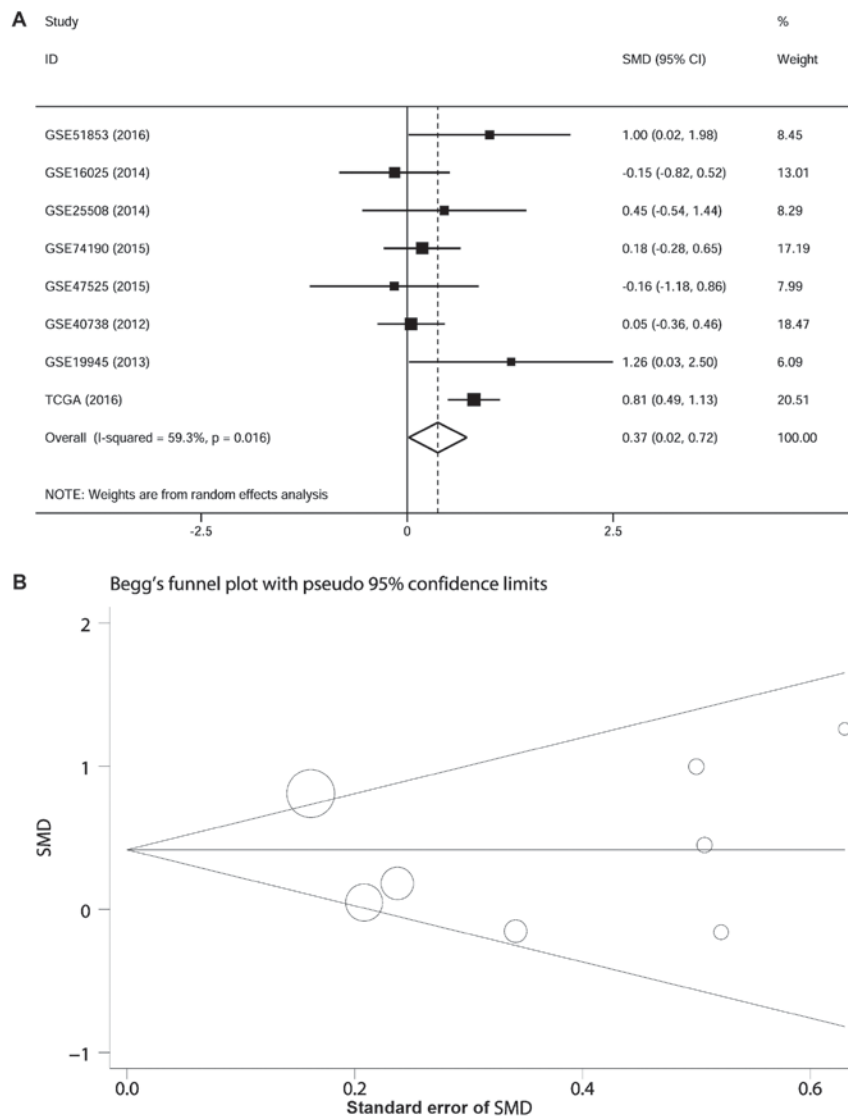 A
Study %
ID SMD (95% CI) Weight
GSE51853 (2016) 1.00 (0.02, 1.98) 8.45
GSE16025 (2014) -0.15 (-0.82, 0.52) 13.01
GSE25508 (2014) 0.45 (-0.54, 1.44) 8.29
GSE74190 (2015) 0.18 (-0.28, 0.65) 17.19
GSE47525 (2015) -0.16 (-1.18, 0.86) 7.99
GSE40738 (2012) 0.05 (-0.36, 0.46) 18.47
GSE19945 (2013) 1.26 (0.03, 2.50) 6.09
TCGA (2016) 0.81 (0.49, 1.13) 20.51
Overall (I-squared = 59.3%, p = 0.016) 0.37 (0.02, 0.72) 100.00
NOTE: Weights are from random effects analysis
-2.5 0 2.5
B
Begg's funnel plot with pseudo 95% confidence limits
SMD
2
1
0
−1
0.0 0.2 0.4 0.6
Standard error of SMD